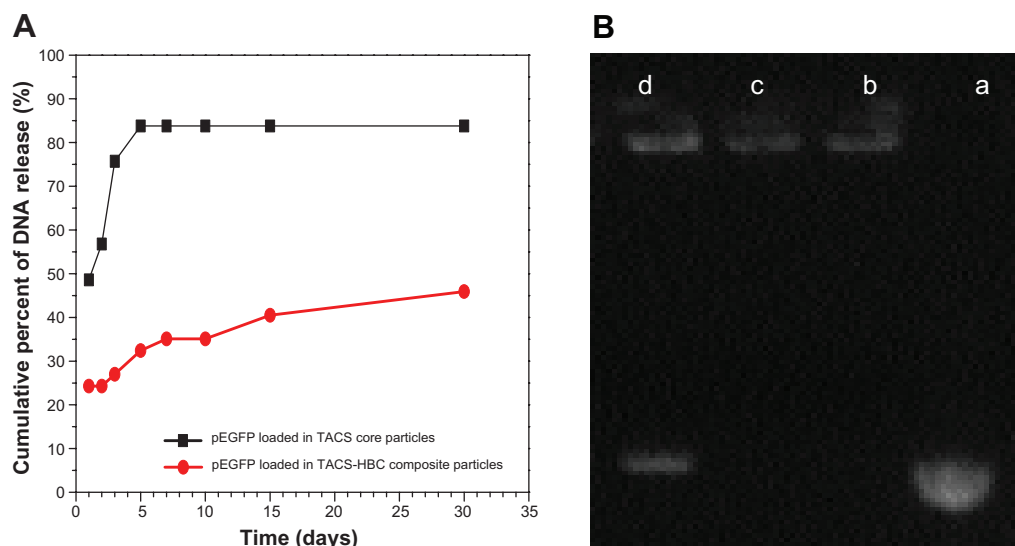 A
Cumulative percent of DNA release (%)
100
90
80
70
60
50
40
30
20
10
0
pEGFP loaded in TACS core particles
pEGFP loaded in TACS-HBC composite particles
0 5 10 15 20 25 30 35
Time (days)
B
d c b a